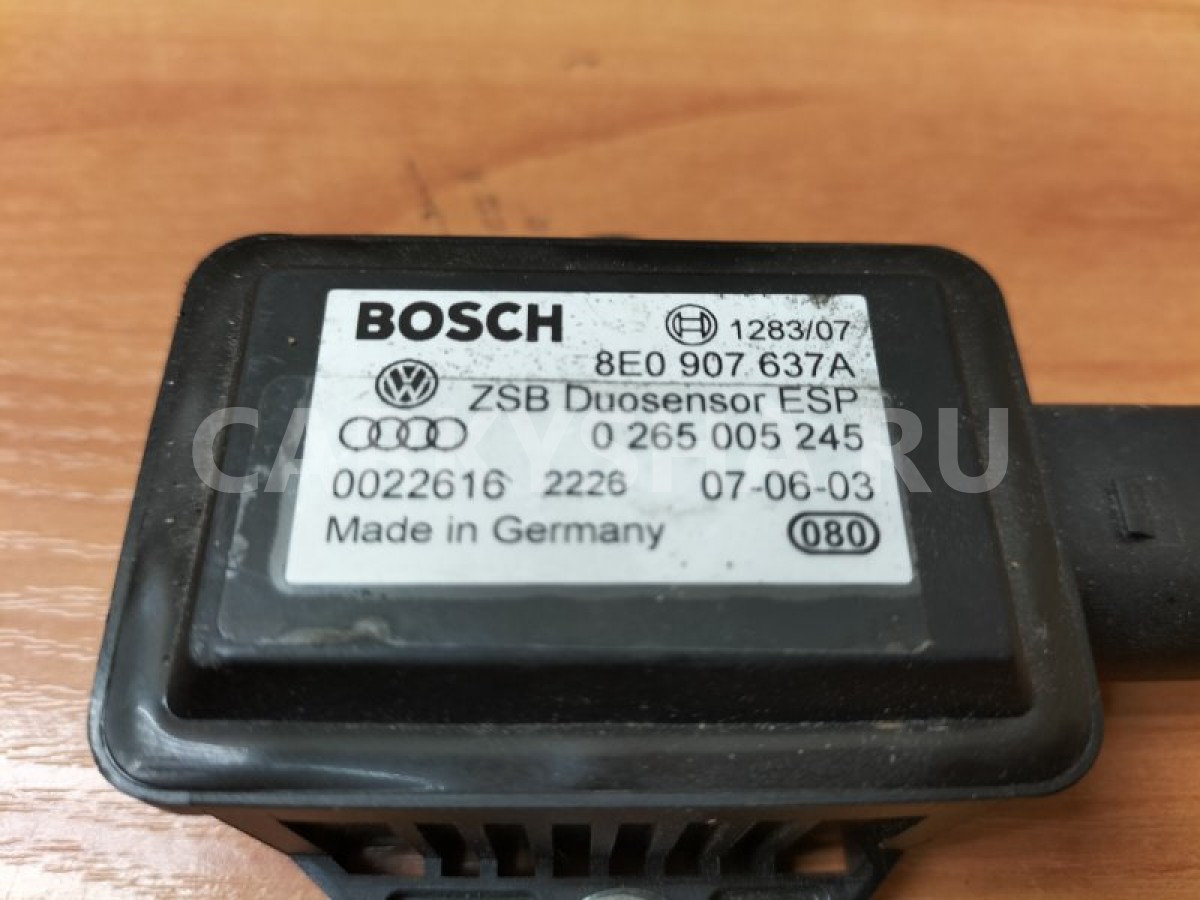 BOSCH 1283/07
8E0 907 637A
ZSB Duosensor ESP
0 265 005 245
0022616 2226 07-06-03
Made in Germany 080